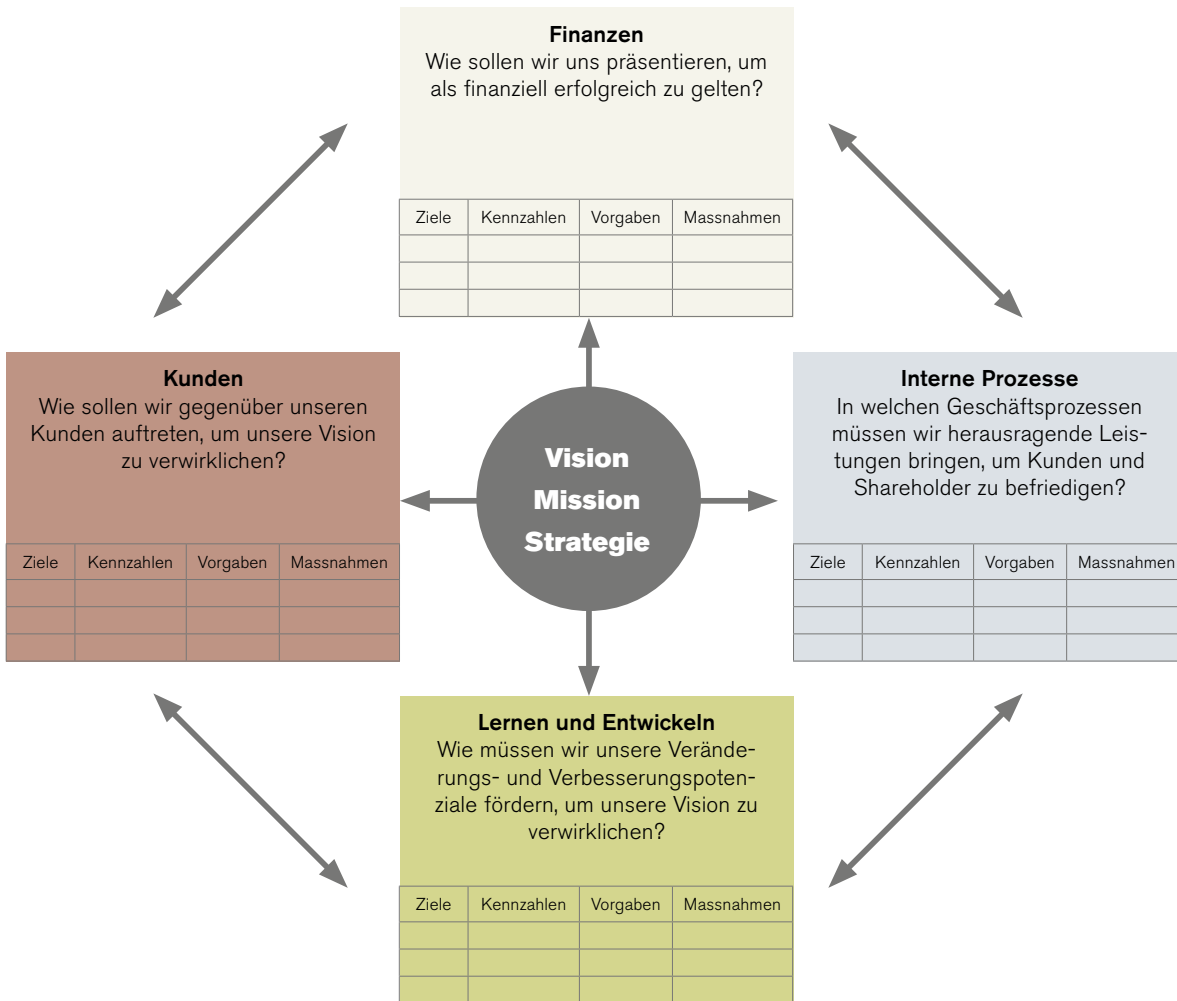 Finanzen
Wie sollen wir uns präsentieren, um
als finanziell erfolgreich zu gelten?
Ziele Kennzahlen Vorgaben Massnahmen
Kunden
Wie sollen wir gegenüber unseren
Kunden auftreten, um unsere Vision
zu verwirklichen?
Ziele Kennzahlen Vorgaben Massnahmen
Vision
Mission
Strategie
Interne Prozesse
In welchen Geschäftsprozessen
müssen wir herausragende Leis-
tungen bringen, um Kunden und
Shareholder zu befriedigen?
Ziele Kennzahlen Vorgaben Massnahmen
Lernen und Entwickeln
Wie müssen wir unsere Verände-
rungs- und Verbesserungspoten-
ziale fördern, um unsere Vision zu
verwirklichen?
Ziele Kennzahlen Vorgaben Massnahmen